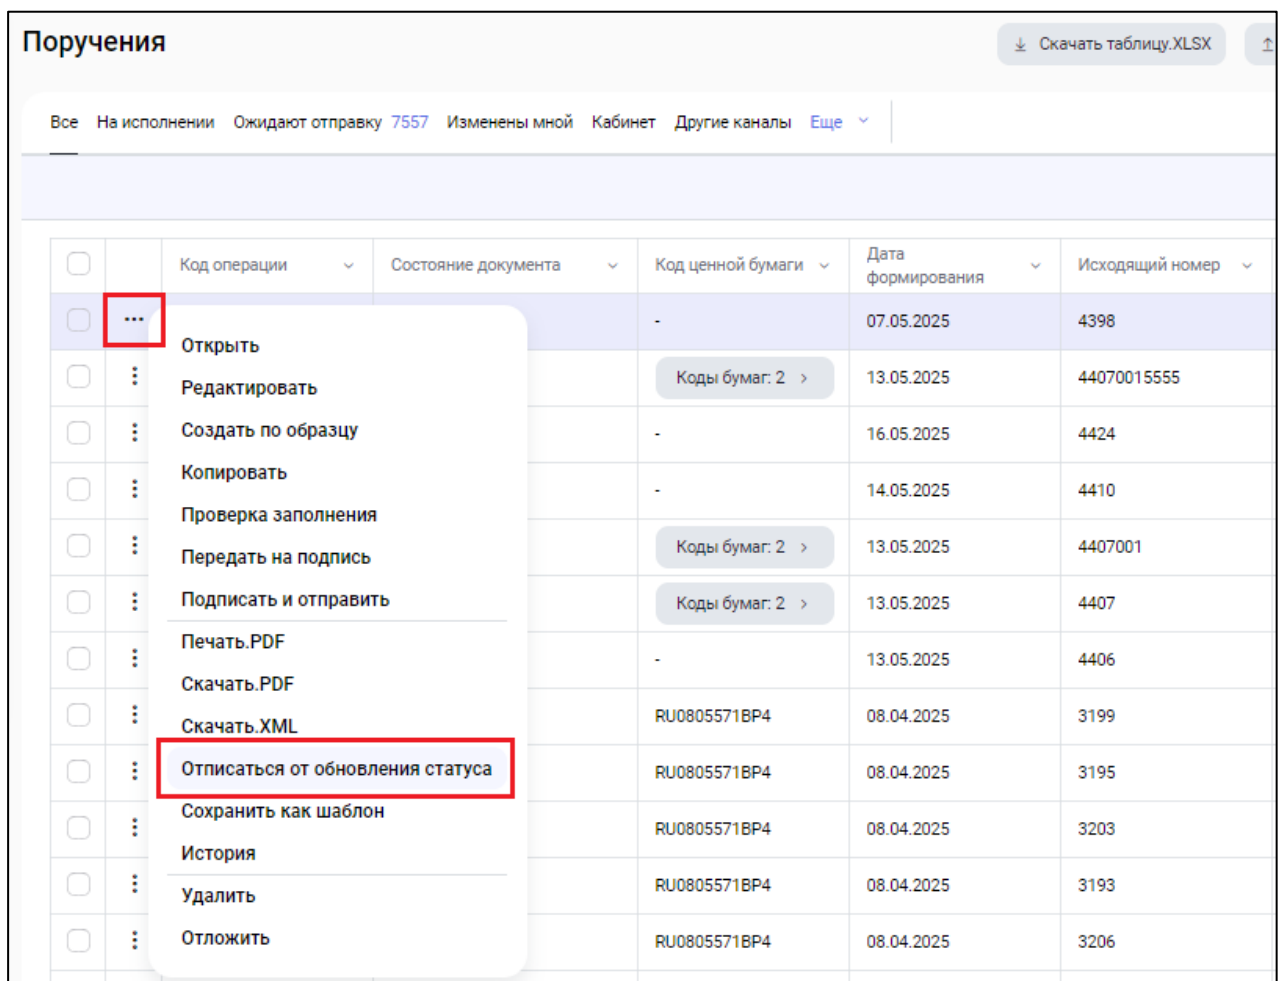 Поручения
Скачать таблицу.XLSX
Все На исполнении Ожидают отправку 7557 Изменены мной Кабинет Другие каналы Еще
Код операции Состояние документа Код ценной бумаги Дата формирования Исходящий номер
- 07.05.2025 4398
Открыть
Коды бумаг: 2 13.05.2025 44070015555
Редактировать
Создать по образцу - 16.05.2025 4424
Копировать
- 14.05.2025 4410
Проверка заполнения
Передать на подпись Коды бумаг: 2 13.05.2025 4407001
Подписать и отправить Коды бумаг: 2 13.05.2025 4407
Печать.PDF
- 13.05.2025 4406
Скачать.PDF
Скачать.XML RU0805571BP4 08.04.2025 3199
Отписаться от обновления статуса RU0805571BP4 08.04.2025 3195
Сохранить как шаблон
RU0805571BP4 08.04.2025 3203
История
Удалить RU0805571BP4 08.04.2025 3193
Отложить RU0805571BP4 08.04.2025 3206